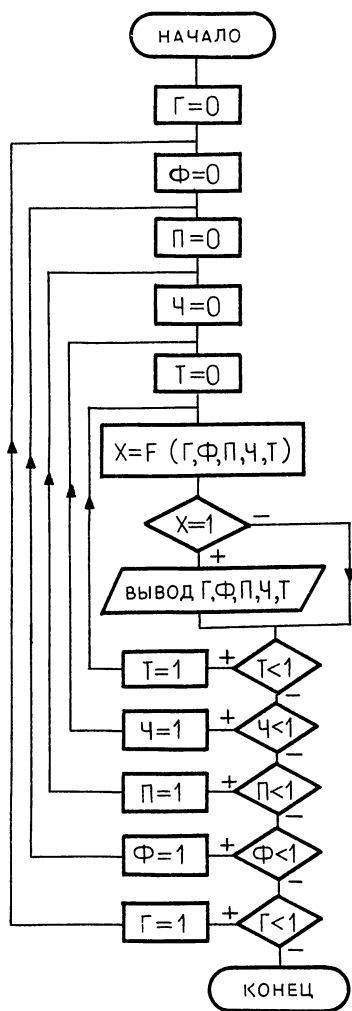 НАЧАЛО
Г=0
Ф=0
П=0
Ч=0
Т=0
X=F (Г,Ф,П,Ч,Т)
X=1
−
+
ВЫВОД Г,Ф,П,Ч,Т
Т=1
+
Т<1
−
Ч=1
+
Ч<1
−
П=1
+
П<1
−
Ф=1
+
Ф<1
−
Г=1
+
Г<1
−
КОНЕЦ